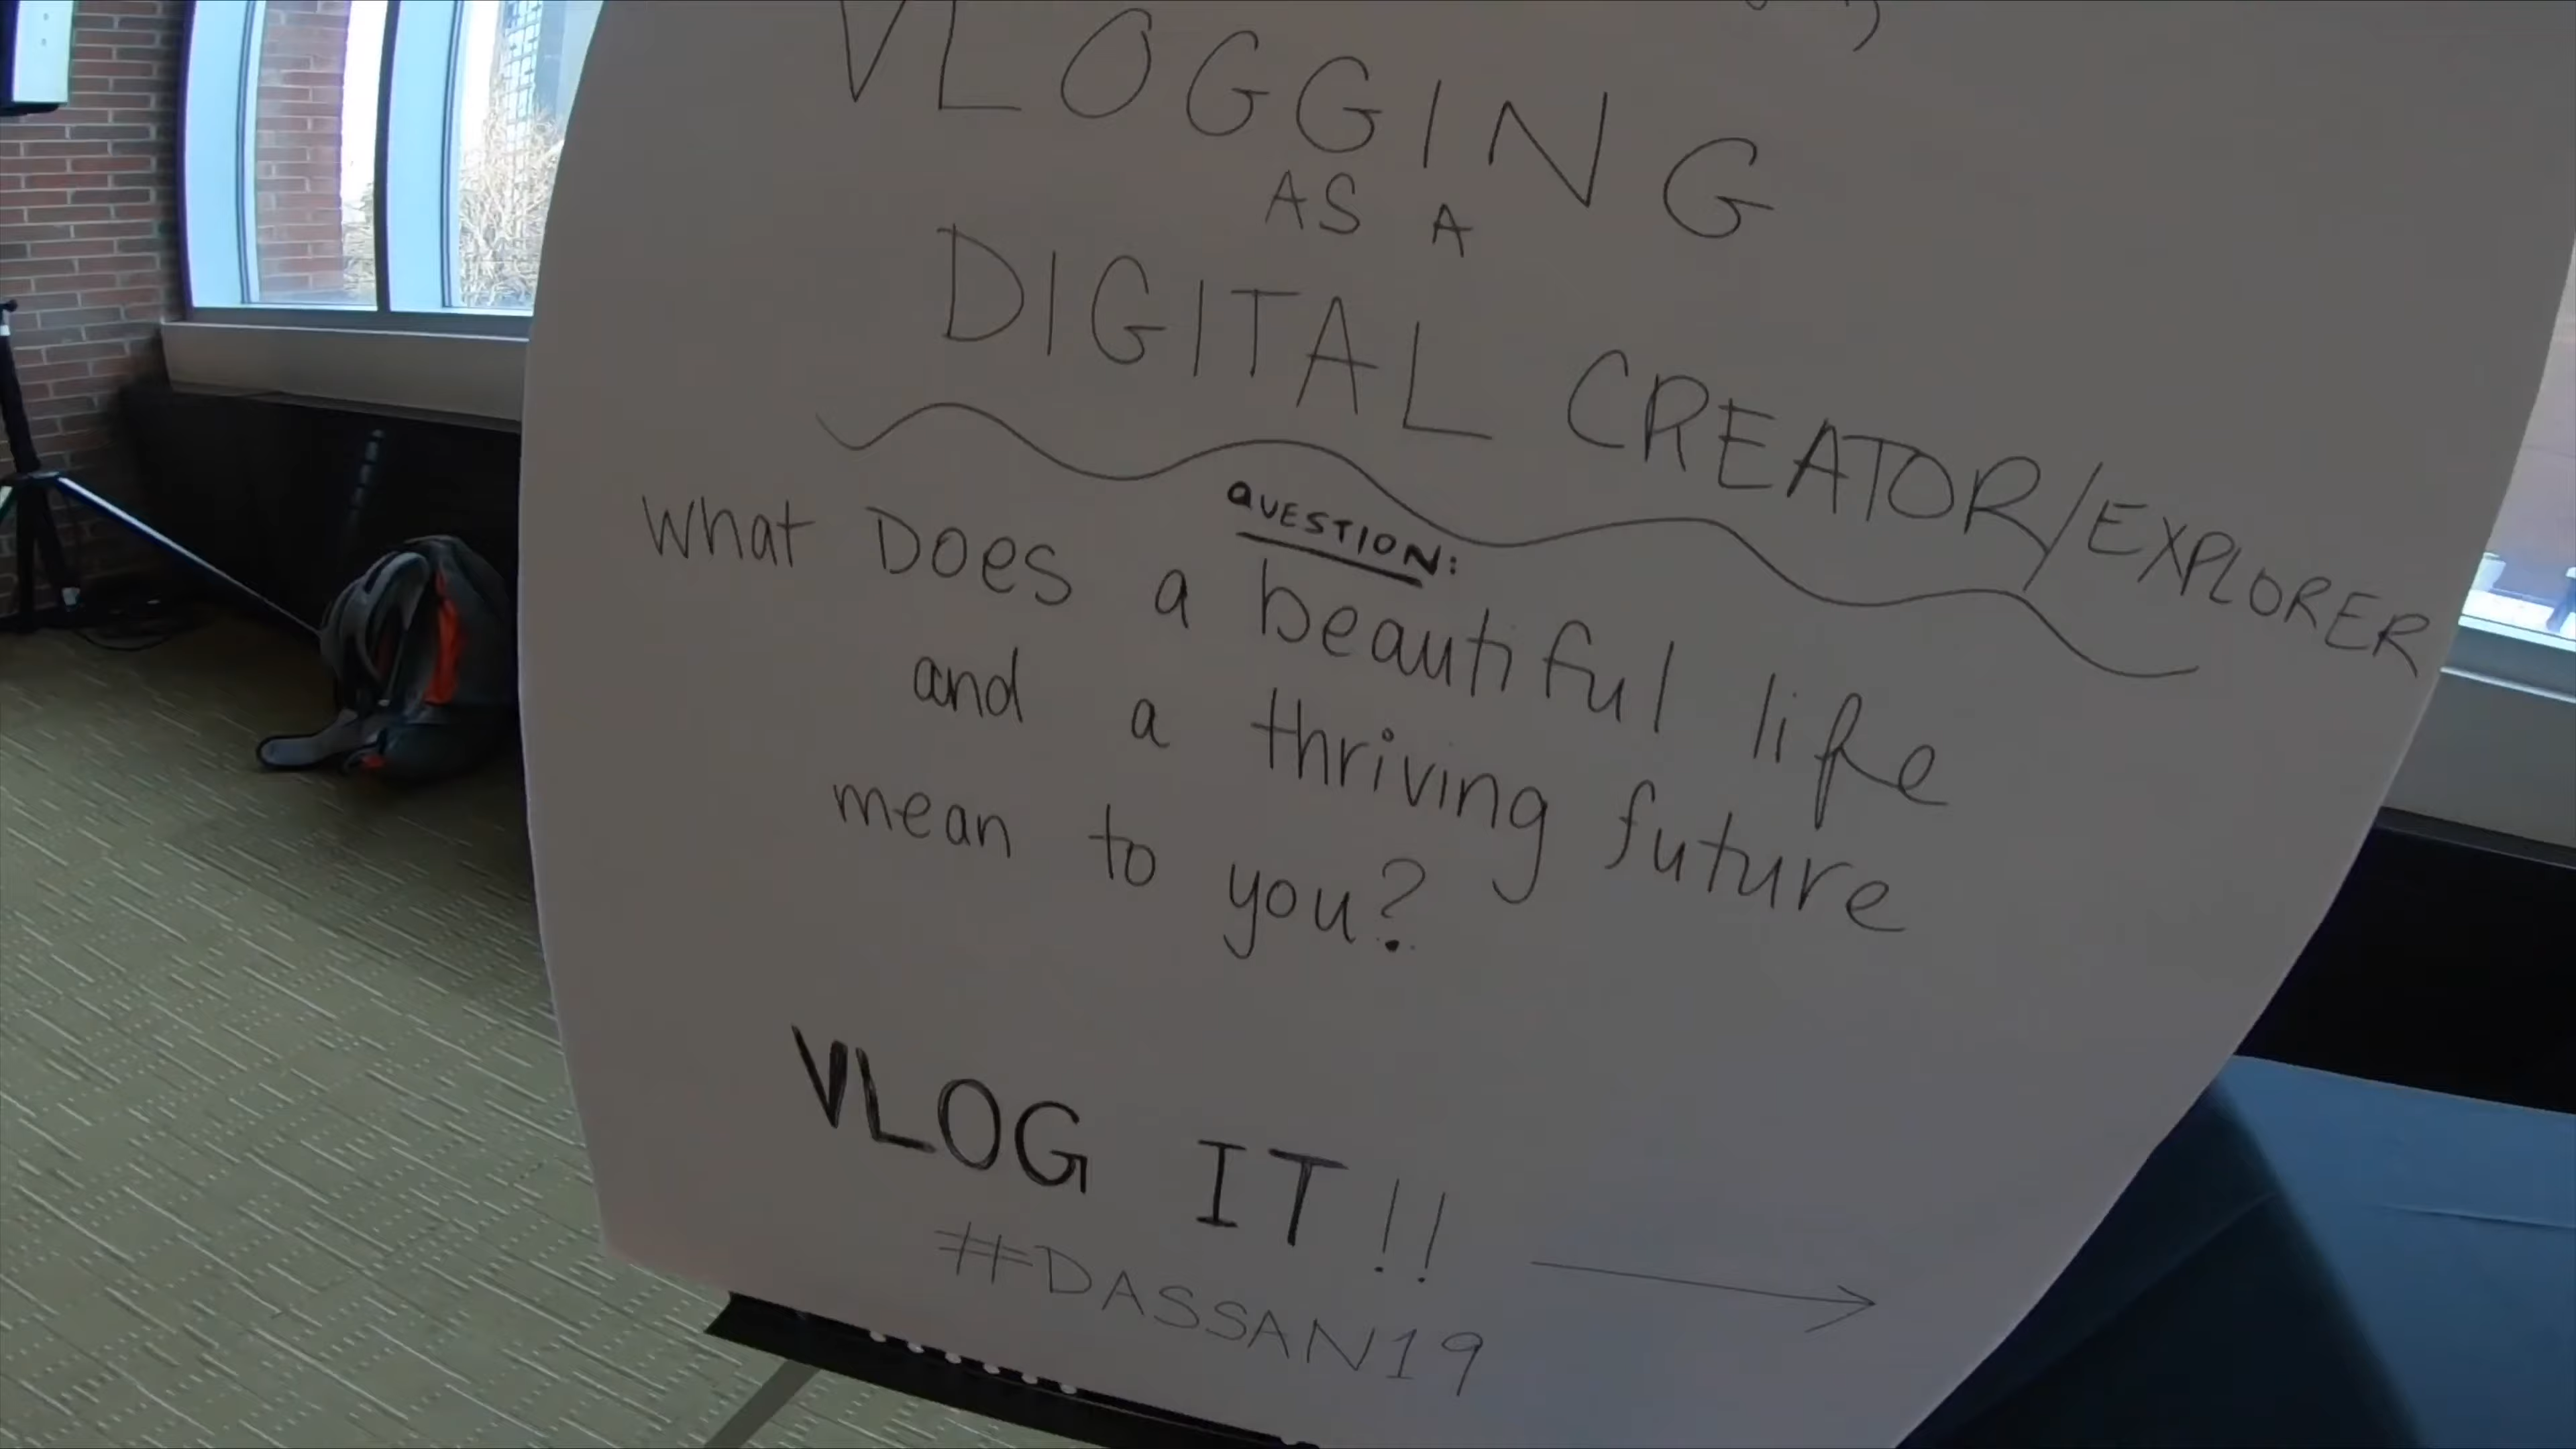 VLOGGING
AS A
DIGITAL CREATOR/EXPLORER
QUESTION:
What Does a beautiful life
and a thriving future
mean to you?
VLOG IT!!
#DASSAN19